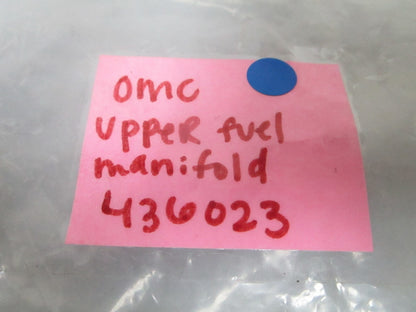 omc
upper fuel
manifold
436023